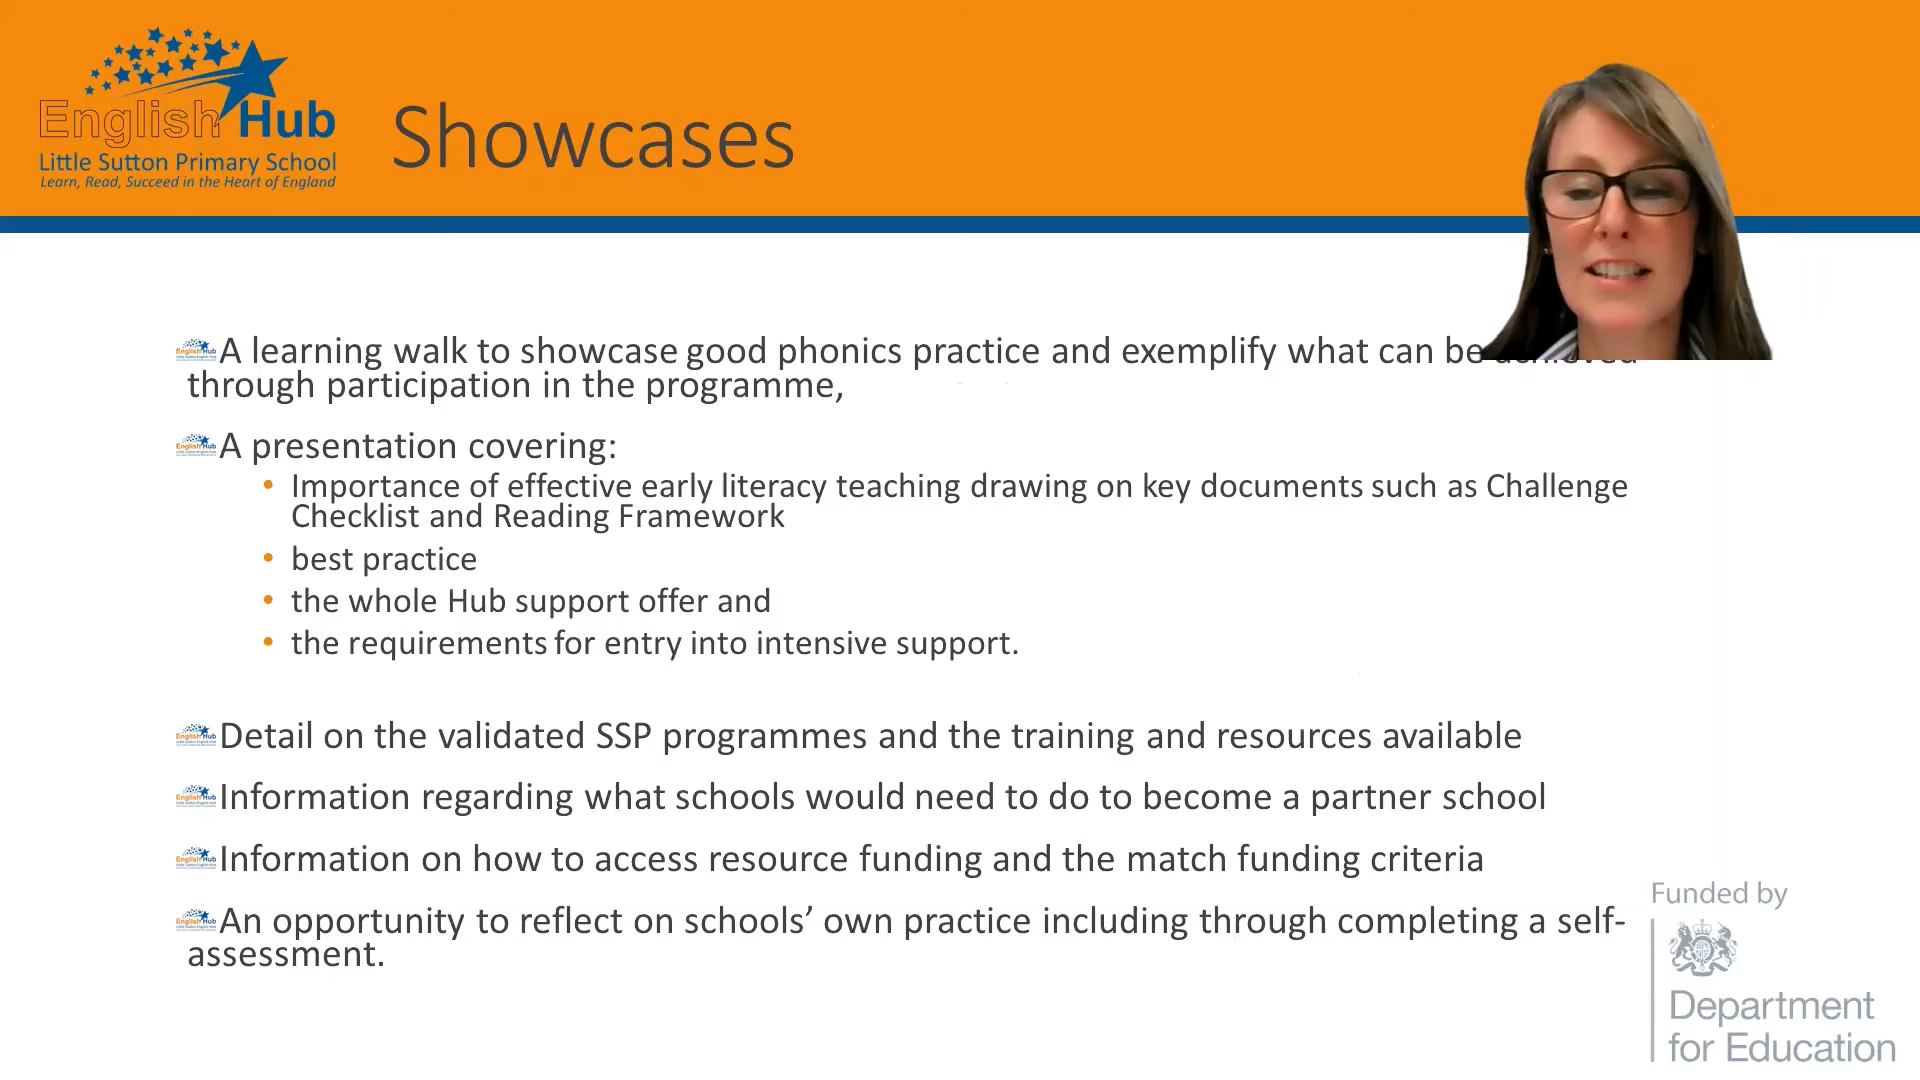 English Hub
Little Sutton Primary School
Learn, Read, Succeed in the Heart of England
Showcases
A learning walk to showcase good phonics practice and exemplify what can be achieved
through participation in the programme,
A presentation covering:
• Importance of effective early literacy teaching drawing on key documents such as Challenge
Checklist and Reading Framework
• best practice
• the whole Hub support offer and
• the requirements for entry into intensive support.
Detail on the validated SSP programmes and the training and resources available
Information regarding what schools would need to do to become a partner school
Information on how to access resource funding and the match funding criteria
An opportunity to reflect on schools’ own practice including through completing a self-
assessment.
Funded by
Department
for Education